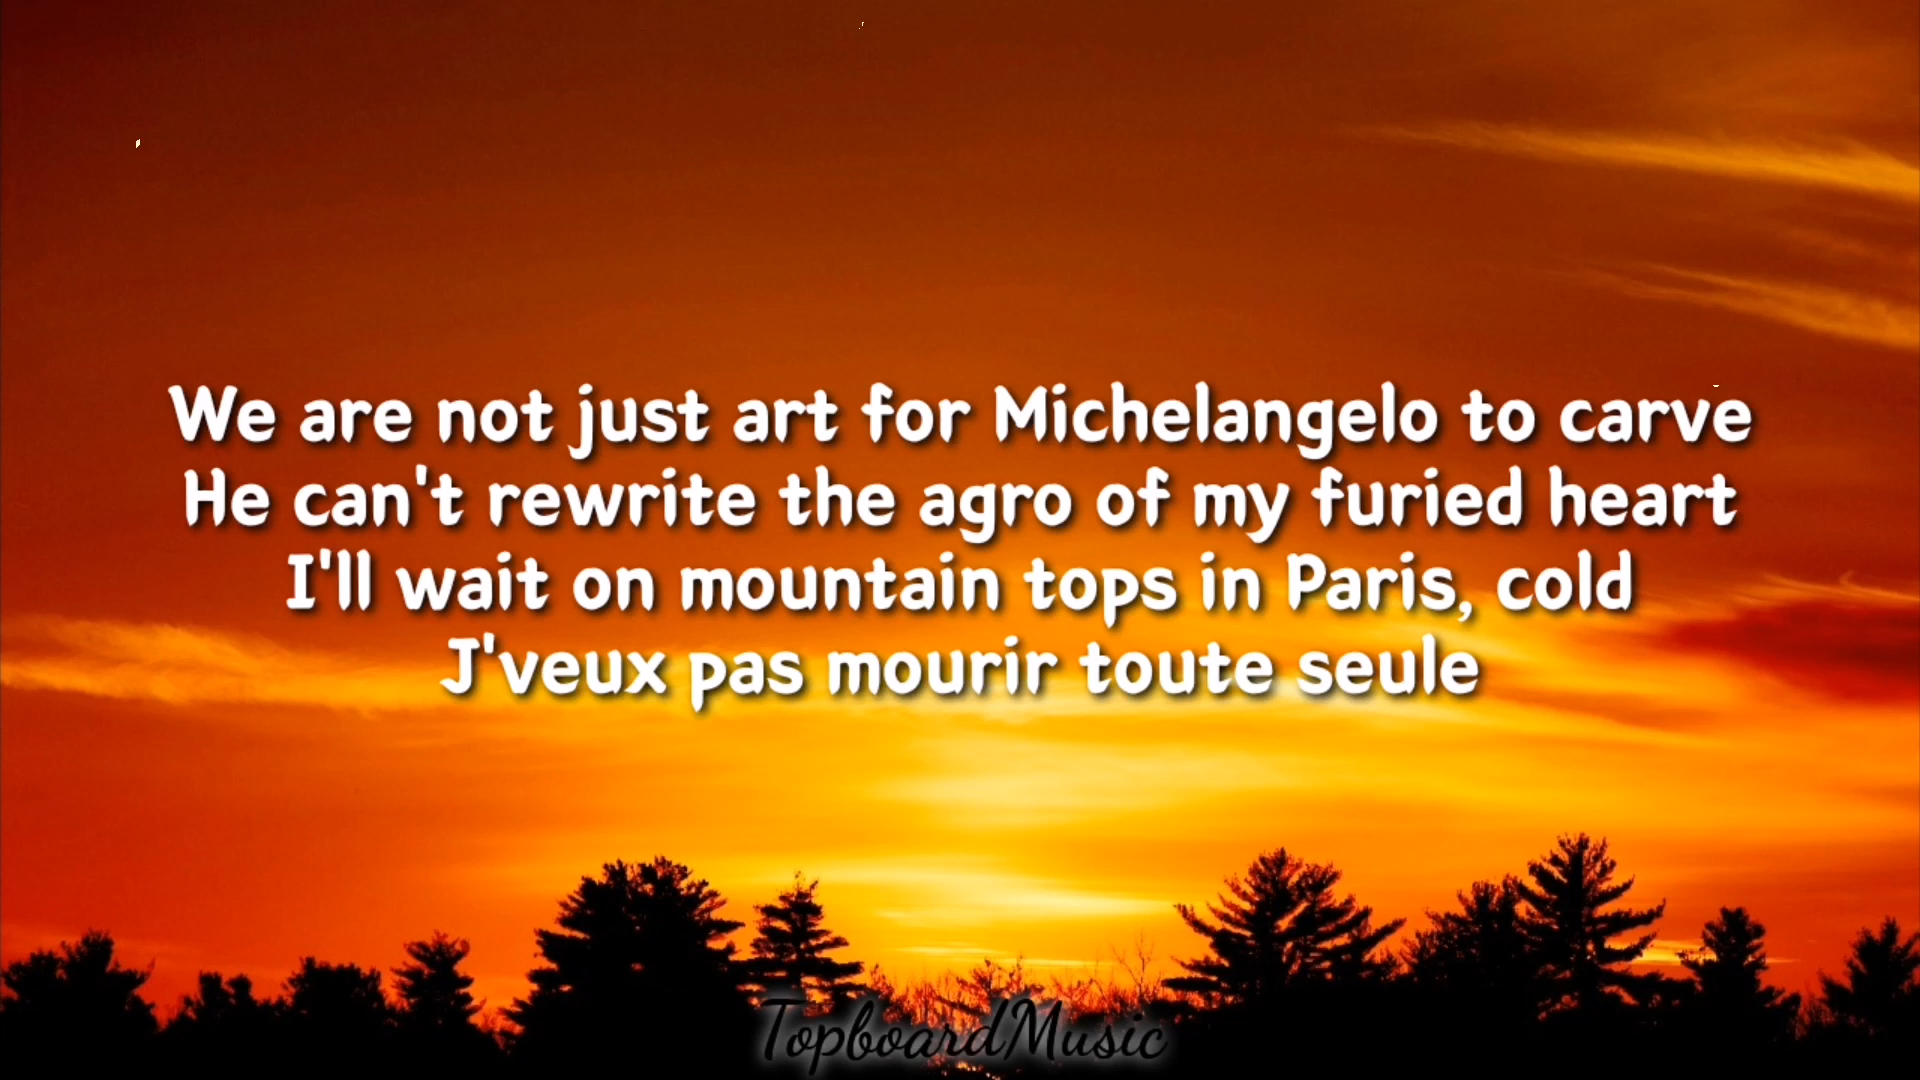 We are not just art for Michelangelo to carve
He can't rewrite the agro of my furied heart
I'll wait on mountain tops in Paris, cold
J'veux pas mourir toute seule
TopboardMusic